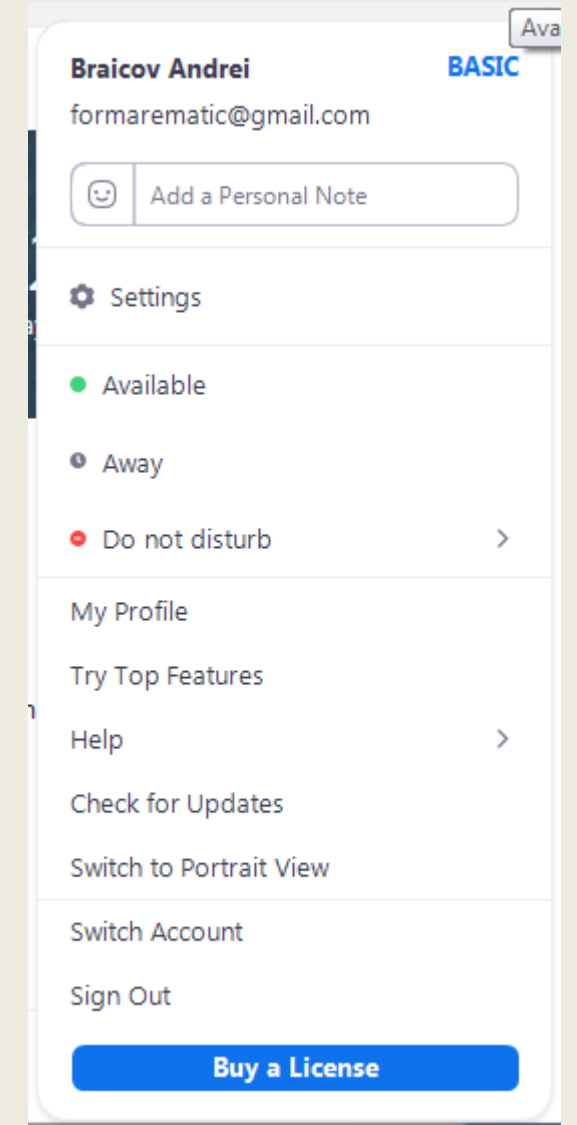 Ava
Braicov Andrei BASIC
formarematic@gmail.com
Add a Personal Note
Settings
Available
Away
Do not disturb
My Profile
Try Top Features
Help
Check for Updates
Switch to Portrait View
Switch Account
Sign Out
Buy a License